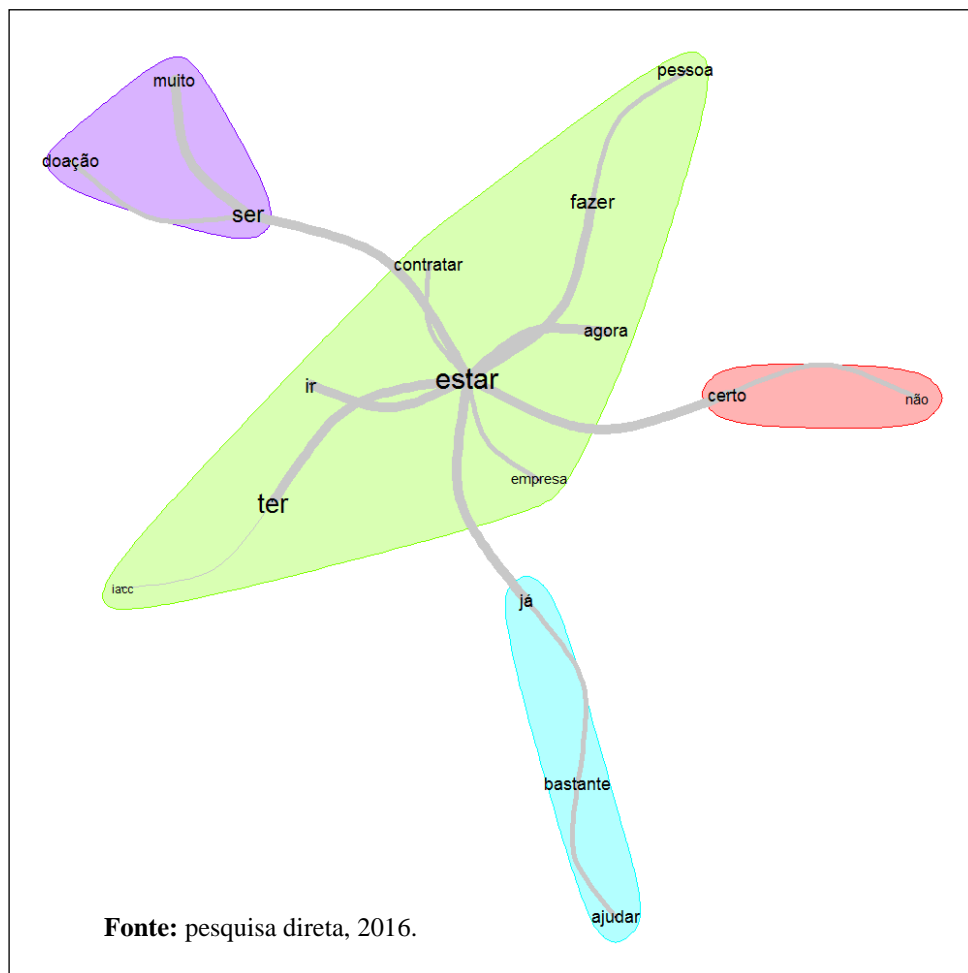 pessoa
muito
doação
fazer
ser
contratar
agora
estar
ir
certo
não
empresa
ter
iacc
já
bastante
ajudar
Fonte: pesquisa direta, 2016.